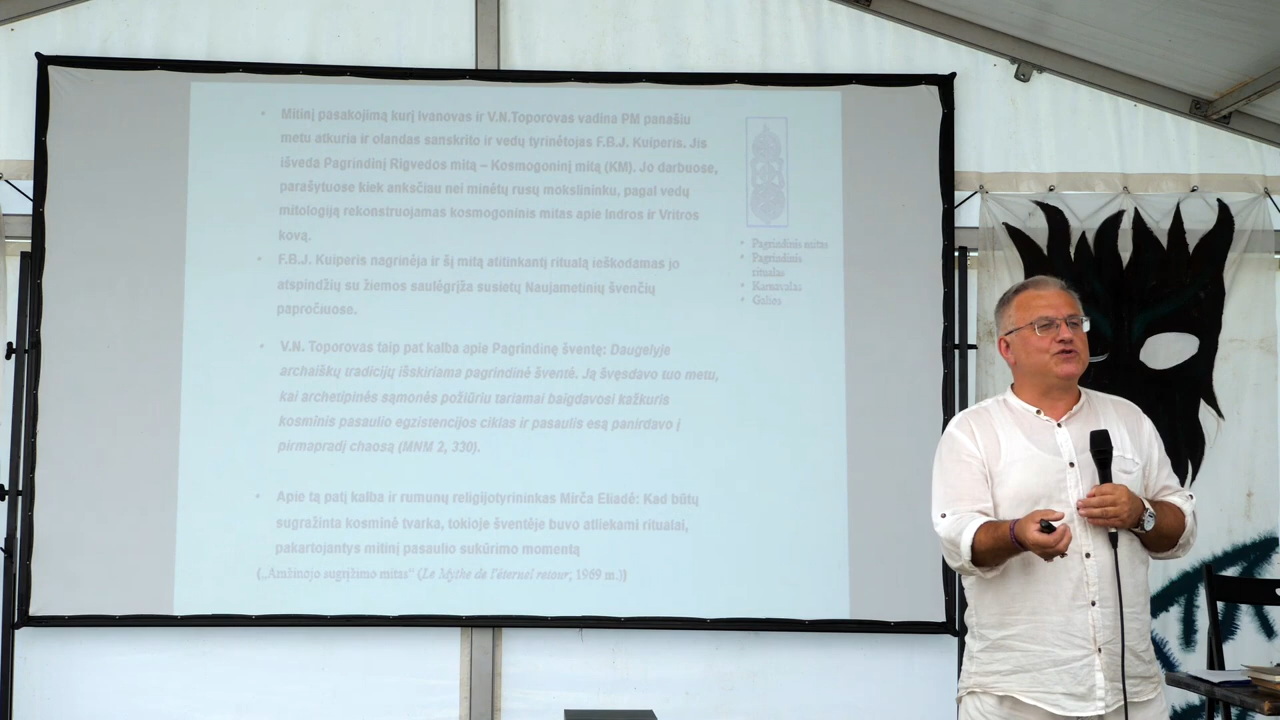 • Mitinį pasakojimą kurį Ivanovas ir V.N.Toporovas vadina PM panašiu
metu atkuria ir olandas sanskrito ir vedų tyrinėtojas F.B.J. Kuiperis. Jis
išveda Pagrindinį Rigvedos mitą – Kosmogoninį mitą (KM). Jo darbuose,
parašytuose kiek anksčiau nei minėtų rusų mokslininkų, pagal vedų
mitologiją rekonstruojamas kosmogoninis mitas apie Indros ir Vritros
kovą.
• F.B.J. Kuiperis nagrinėja ir šį mitą atitinkantį ritualą ieškodamas jo
atspindžių su žiemos saulėgrįža susietų Naujametinių švenčių
papročiuose.
• V.N. Toporovas taip pat kalba apie Pagrindinę šventę: Daugelyje
archaiškų tradicijų išskiriama pagrindinė šventė. Ją švęsdavo tuo metu,
kai archetipinės sąmonės požiūriu tariamai baigdavosi kažkuris
kosminis pasaulio egzistencijos ciklas ir pasaulis esą panirdavo į
pirmapradį chaosą (MNM 2, 330).
• Apie tą patį kalba ir rumunų religijotyrininkas Mirča Eliadė: Kad būtų
sugražinta kosminė tvarka, tokioje šventėje buvo atliekami ritualai,
pakartojantys mitinį pasaulio sukūrimo momentą
(„Amžinojo sugrįžimo mitas“ (Le Mythe de l'éternel retour, 1969 m.))
• Pagrindinis mitas
• Pagrindinis
ritualas
• Karnavalas
• Galios